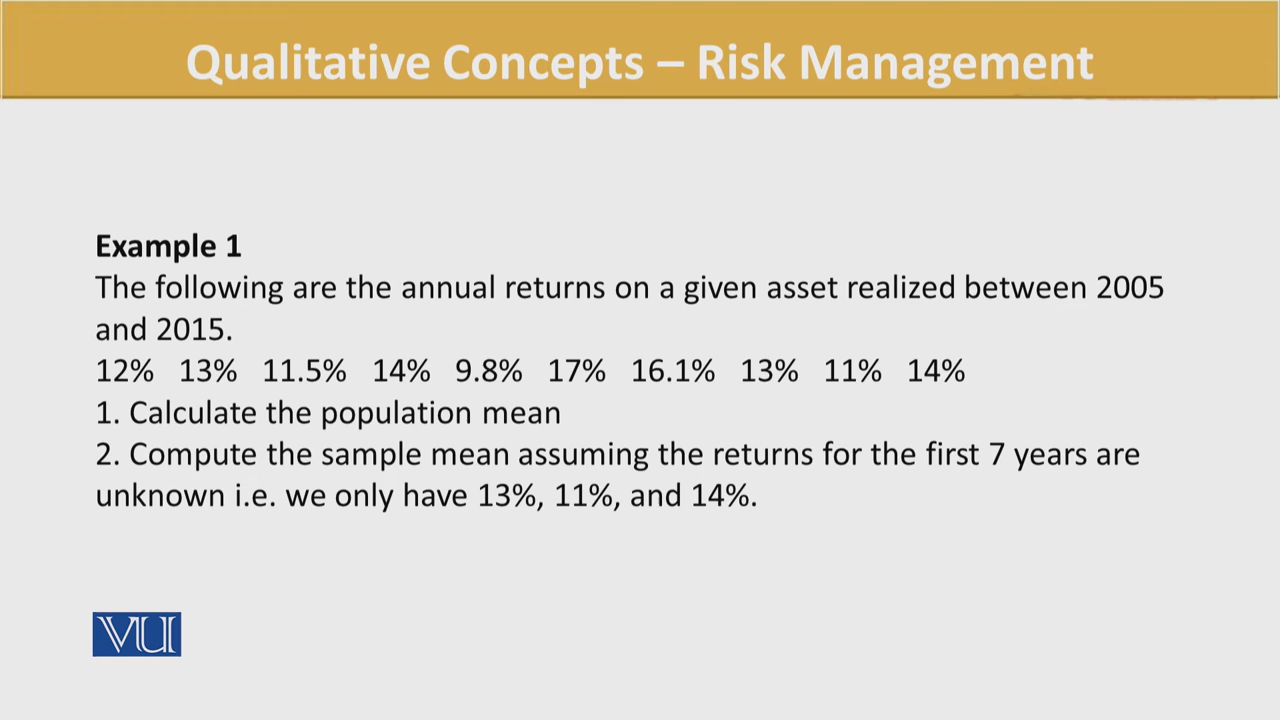 Qualitative Concepts – Risk Management
Example 1
The following are the annual returns on a given asset realized between 2005
and 2015.
12% 13% 11.5% 14% 9.8% 17% 16.1% 13% 11% 14%
1. Calculate the population mean
2. Compute the sample mean assuming the returns for the first 7 years are
unknown i.e. we only have 13%, 11%, and 14%.
VU